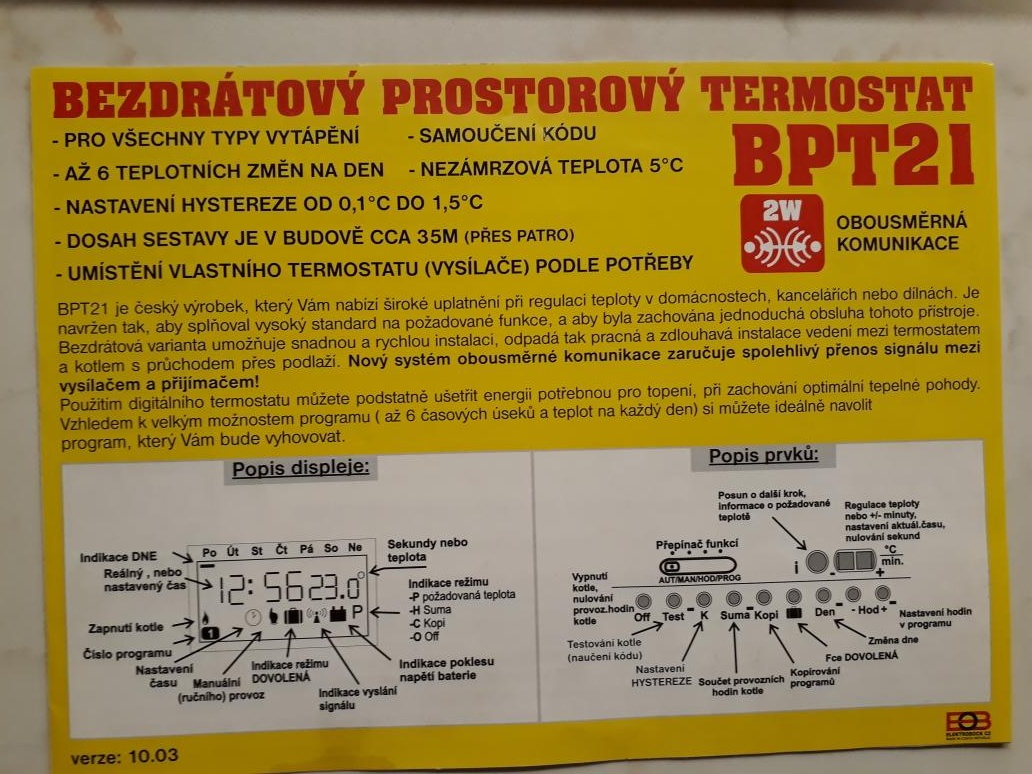 BEZDRÁTOVÝ PROSTOROVÝ TERMOSTAT
BPT21
- PRO VŠECHNY TYPY VYTÁPĚNÍ
- SAMOUČENÍ KÓDU
- AŽ 6 TEPLOTNÍCH ZMĚN NA DEN
- NEZÁMRZOVÁ TEPLOTA 5°C
- NASTAVENÍ HYSTEREZE OD 0,1°C DO 1,5°C
- DOSAH SESTAVY JE V BUDOVĚ CCA 35M (PŘES PATRO)
- UMÍSTĚNÍ VLASTNÍHO TERMOSTATU (VYSÍLAČE) PODLE POTŘEBY
2W
OBOUSMĚRNÁ
KOMUNIKACE
BPT21 je český výrobek, který Vám nabízí široké uplatnění při regulaci teploty v domácnostech, kancelářích nebo dílnách. Je
navržen tak, aby splňoval vysoký standard na požadované funkce, a aby byla zachována jednoduchá obsluha tohoto přístroje.
Bezdrátová varianta umožňuje snadnou a rychlou instalaci, odpadá tak pracná a zdlouhavá instalace vedení mezi termostatem
a kotlem s průchodem přes podlaží. Nový systém obousměrné komunikace zaručuje spolehlivý přenos signálu mezi
vysílačem a přijímačem!
Použitim digitálního termostatu můžete podstatně ušetřit energii potřebnou pro topení, při zachování optimální tepelné pohody.
Vzhledem k velkým možnostem programu ( až 6 časových úseků a teplot na každý den) si můžete ideálně navolit
program, který Vám bude vyhovovat.
Popis displeje:
Indikace DNE
Reálný , nebo
nastavený čas
Zapnutí kotle
Číslo programu
Nastavení
času
Manuální
(ručního) provoz
Indikace režimu
DOVOLENÁ
Indikace vyslání
signálu
Indikace poklesu
napětí baterie
Indikace režimu
-P požadovaná teplota
-H Suma
-C Kopi
-O Off
Sekundy nebo
teplota
Po Út St Čt Pá So Ne
12:56 23.0°
1
P
Popis prvků:
Posun o další krok,
informace o požadované
teplotě
Regulace teploty
nebo +/- minuty,
nastavení aktuál.času,
nulování sekund
Přepínač funkcí
AUT/MAN/HOD/PROG
i
- +
°C
min.
Vypnutí
kotle,
nulování
provoz.hodin
kotle
Off Test - K Suma - Kopi Den - - Hod +
Testování kotle
(naučení kódu)
Nastavení
HYSTEREZE
Součet provozních
hodin kotle
Kopírování
programů
Fce DOVOLENÁ
Změna dne
Nastavení hodin
v programu
EOB
ELEKTROBOCK CZ
MADE IN CZECH REPUBLIC
verze: 10.03